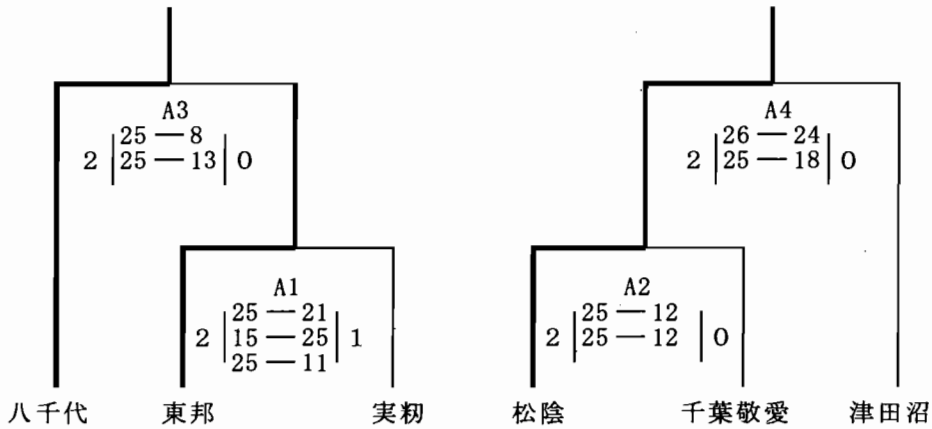 A3
25 — 8
2 25 — 13 0
A4
26 — 24
2 25 — 18 0
A1
25 — 21
2 15 — 25 1
25 — 11
A2
25 — 12
2 25 — 12 0
八千代 東邦 実籾 松陰 千葉敬愛 津田沼